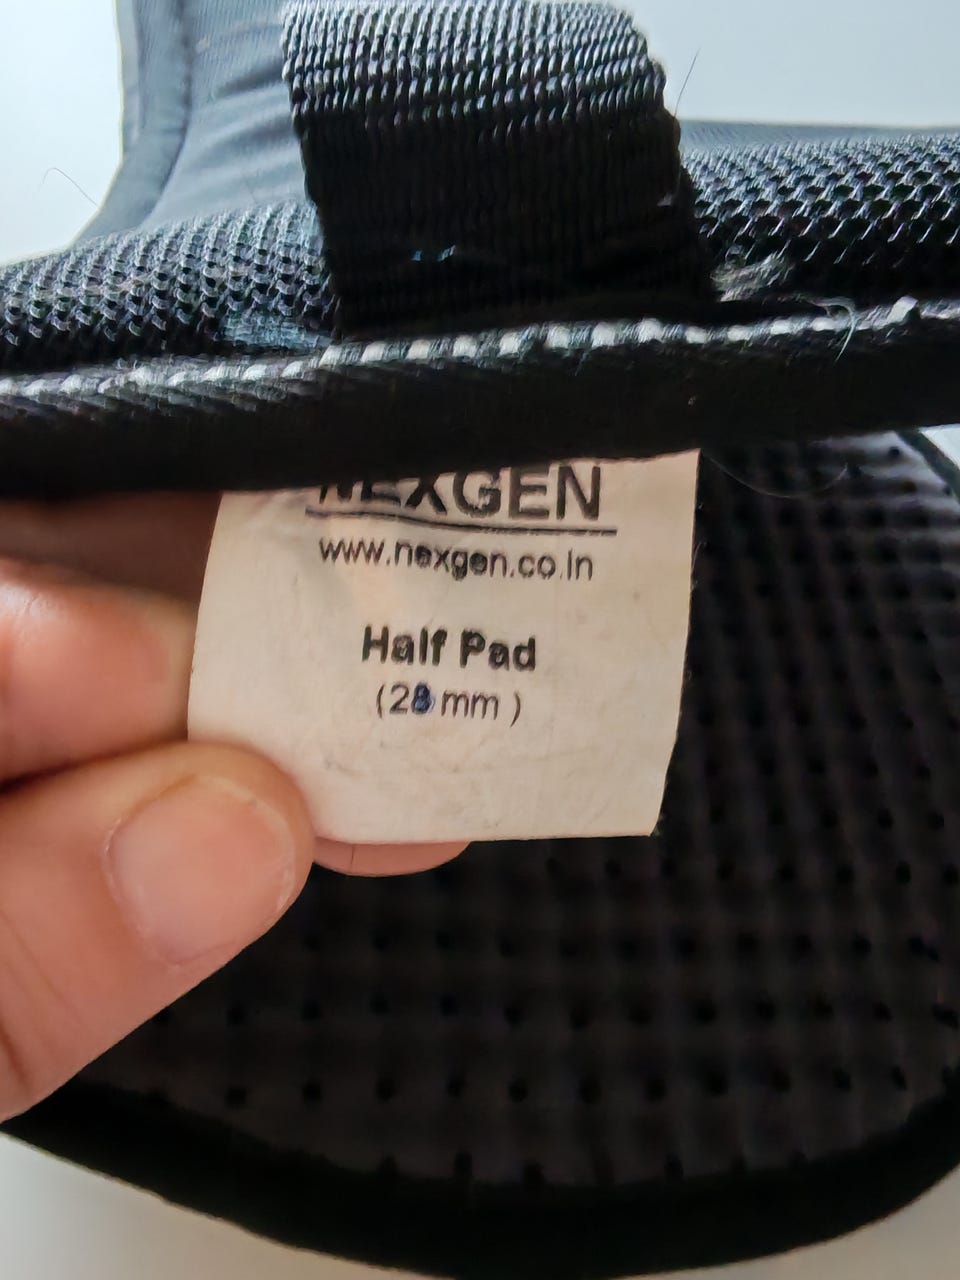 NEXGEN
www.nexgen.co.in
Half Pad
(28 mm )